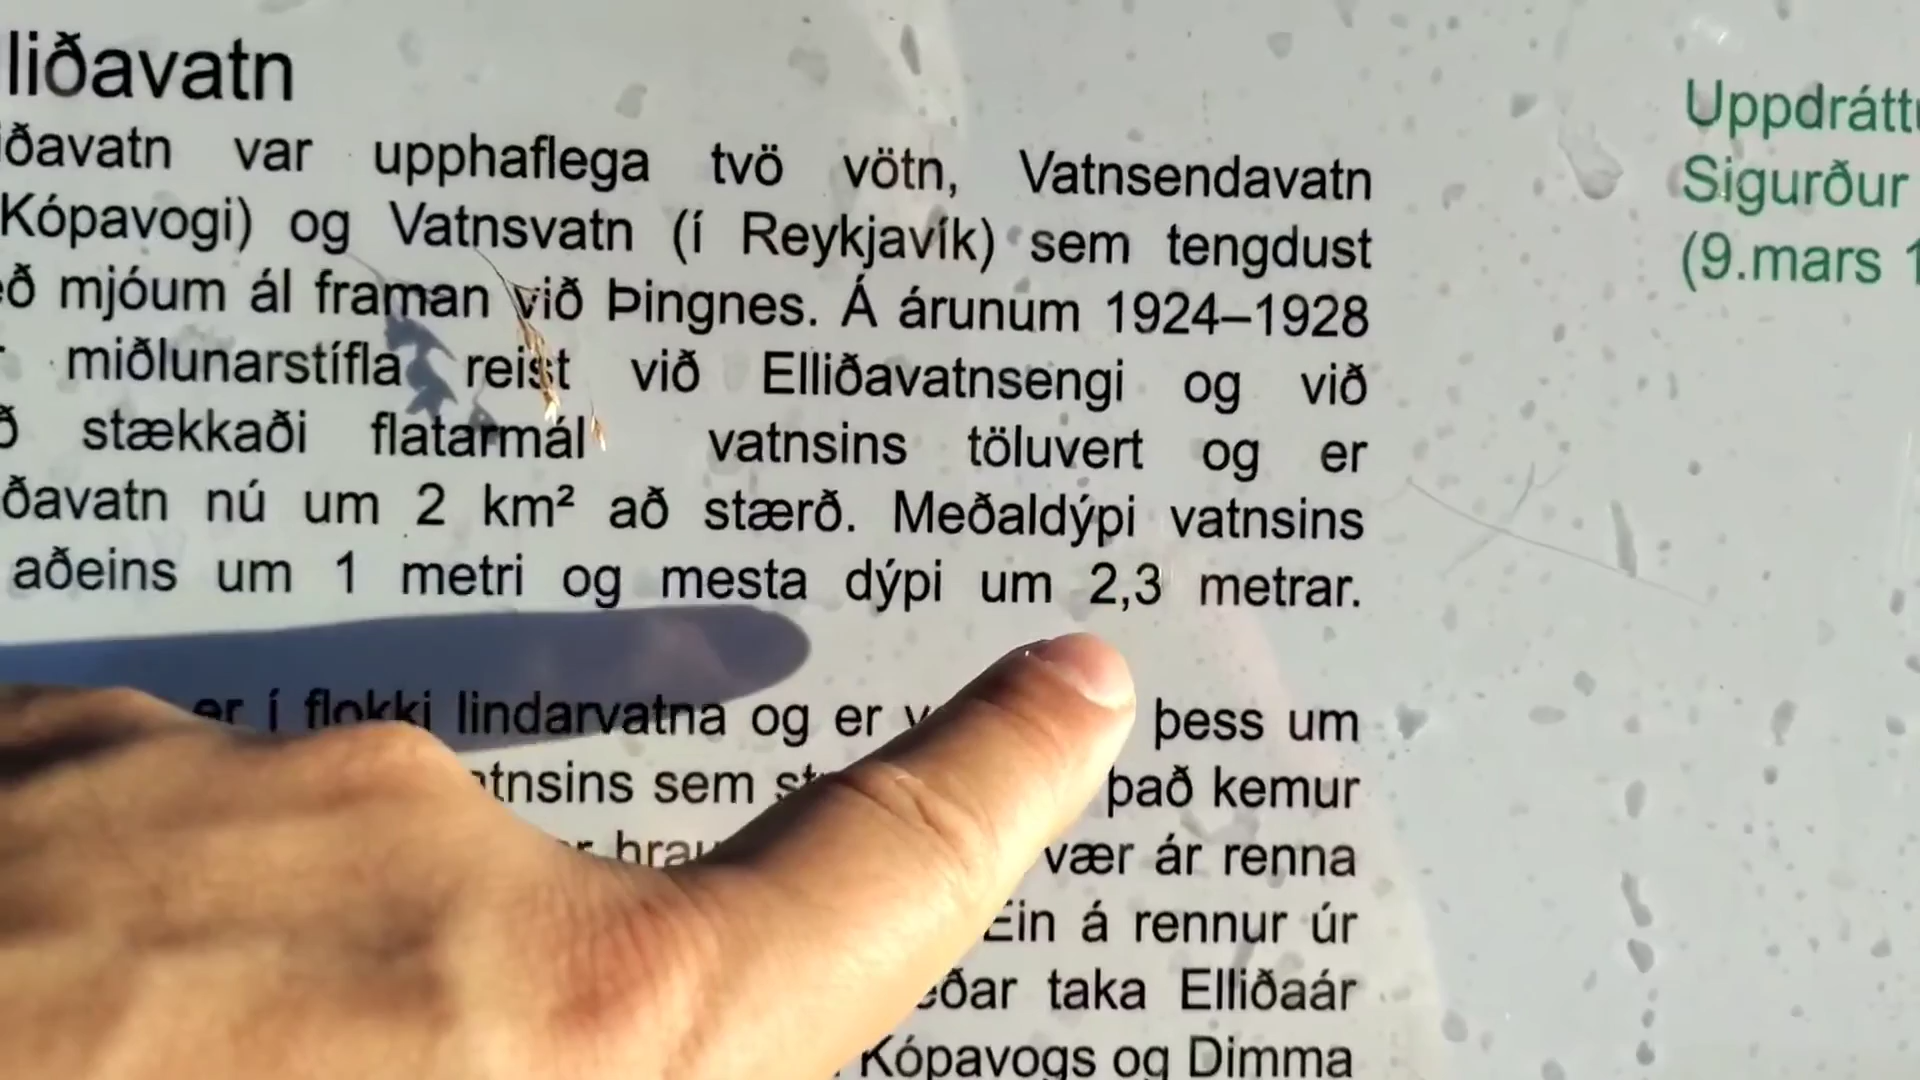 liðavatn
iðavatn var upphaflega tvö vötn, Vatnsendavatn
Kópavogi) og Vatnsvatn (í Reykjavík) sem tengdust
eð mjóum ál framan við Þingnes. Á árunum 1924–1928
miðlunarstífla reist við Elliðavatnsengi og við
ð stækkaði flatarmál vatnsins töluvert og er
ðavatn nú um 2 km² að stærð. Meðaldýpi vatnsins
aðeins um 1 metri og mesta dýpi um 2,3 metrar.
er í flokki lindarvatna og er þess um
atnsins sem það kemur
vær ár renna
Ein á rennur úr
eðar taka Elliðaár
Kópavogs og Dimma
Uppdráttu
Sigurður
(9.mars 1